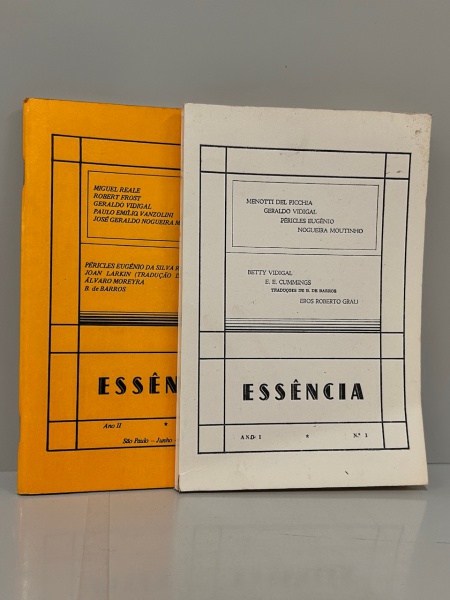 MIGUEL REALE
ROBERT FROST
GERALDO VIDIGAL
PAULO EMÍLIO VANZOLINI
JOSÉ GERALDO NOGUEIRA M
PÉRICLES EUGÊNIO DA SILVA R
JOAN LARKIN (TRADUÇÃO D
ÁLVARO MOREYRA
B. de BARROS
ESSÊN
Ano II *
São Paulo – Junho –
MENOTTI DEL PICCHIA
GERALDO VIDIGAL
PÉRICLES EUGÊNIO
NOGUEIRA MOUTINHO
BETTY VIDIGAL
E. E. CUMMINGS
TRADUÇÕES DE B. DE BARROS
EROS ROBERTO GRAU
ESSÊNCIA
ANO I * N.º 3